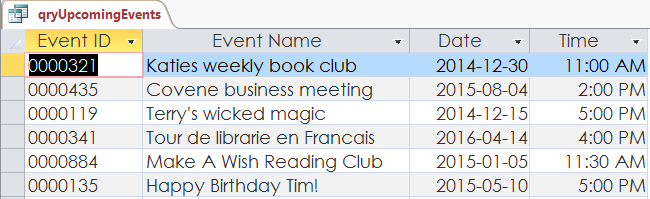 qryUpcomingEvents
Event ID Event Name Date Time
0000321 Katies weekly book club 2014-12-30 11:00 AM
0000435 Covene business meeting 2015-08-04 2:00 PM
0000119 Terry's wicked magic 2014-12-15 5:00 PM
0000341 Tour de librarie en Francais 2016-04-14 4:00 PM
0000884 Make A Wish Reading Club 2015-01-05 11:30 AM
0000135 Happy Birthday Tim! 2015-05-10 5:00 PM